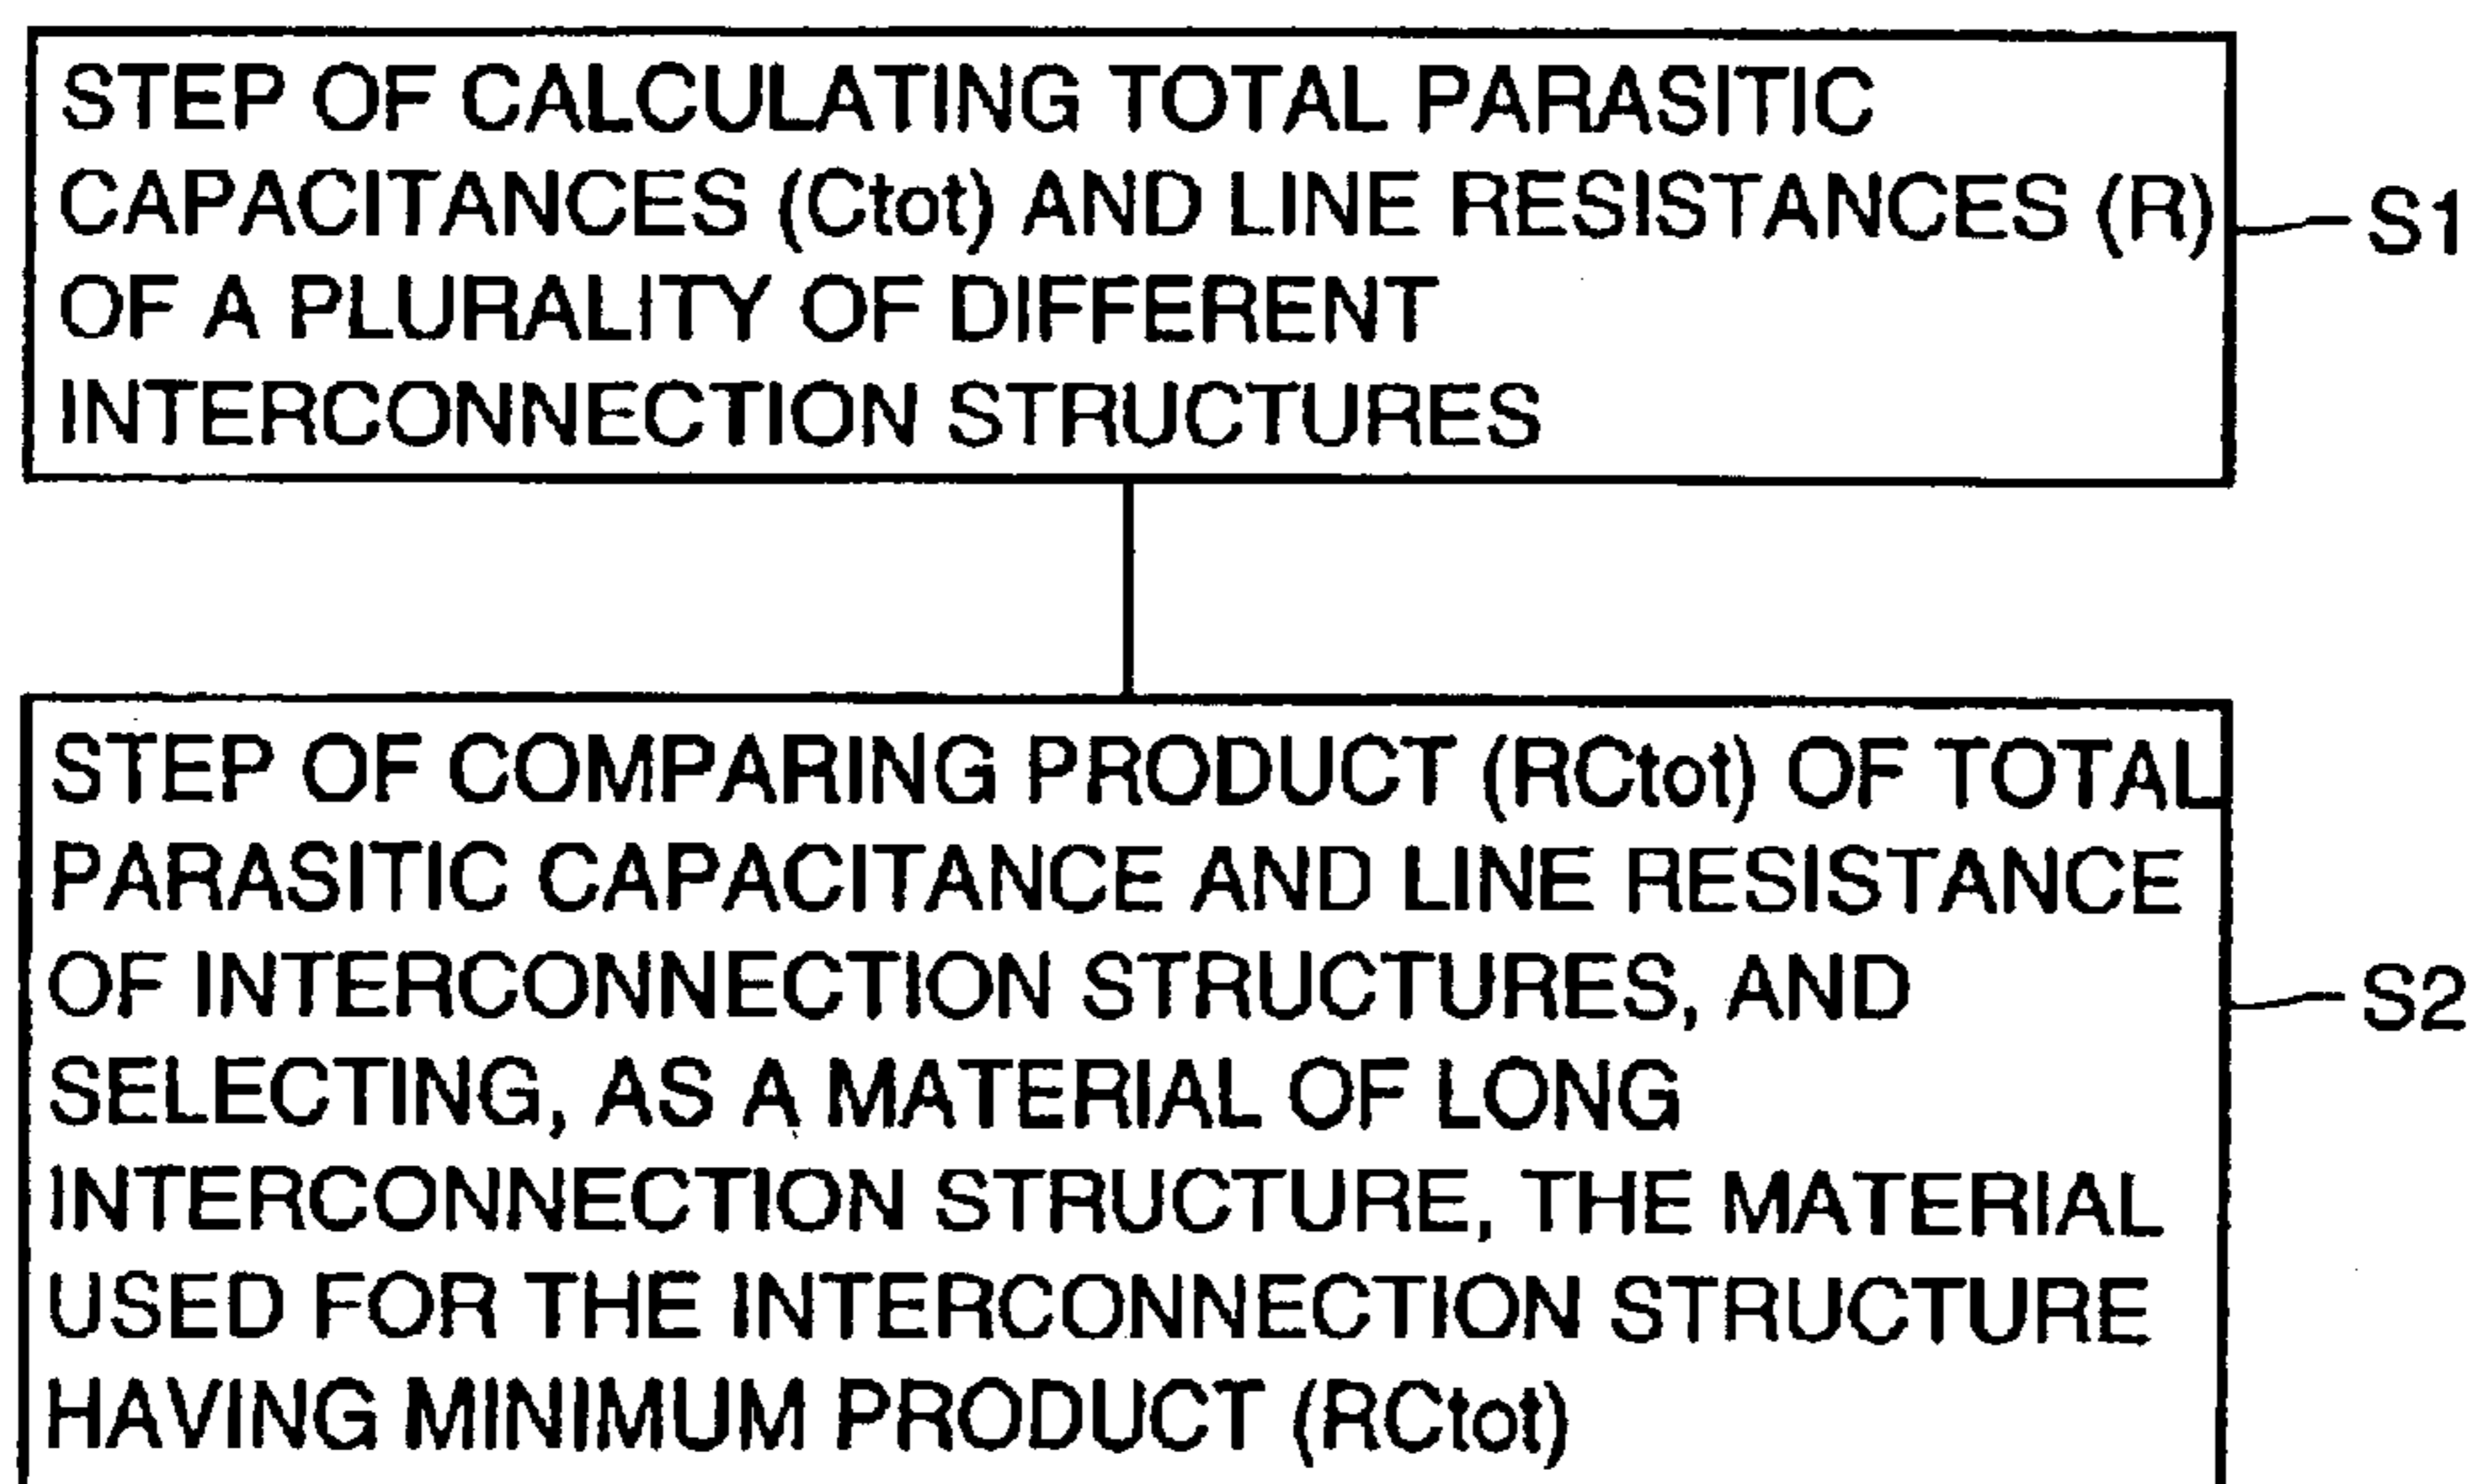 STEP OF CALCULATING TOTAL PARASITIC
CAPACITANCES (Ctot) AND LINE RESISTANCES (R)
OF A PLURALITY OF DIFFERENT
INTERCONNECTION STRUCTURES
S1
STEP OF COMPARING PRODUCT (RCtot) OF TOTAL
PARASITIC CAPACITANCE AND LINE RESISTANCE
OF INTERCONNECTION STRUCTURES, AND
SELECTING, AS A MATERIAL OF LONG
INTERCONNECTION STRUCTURE, THE MATERIAL
USED FOR THE INTERCONNECTION STRUCTURE
HAVING MINIMUM PRODUCT (RCtot)
S2